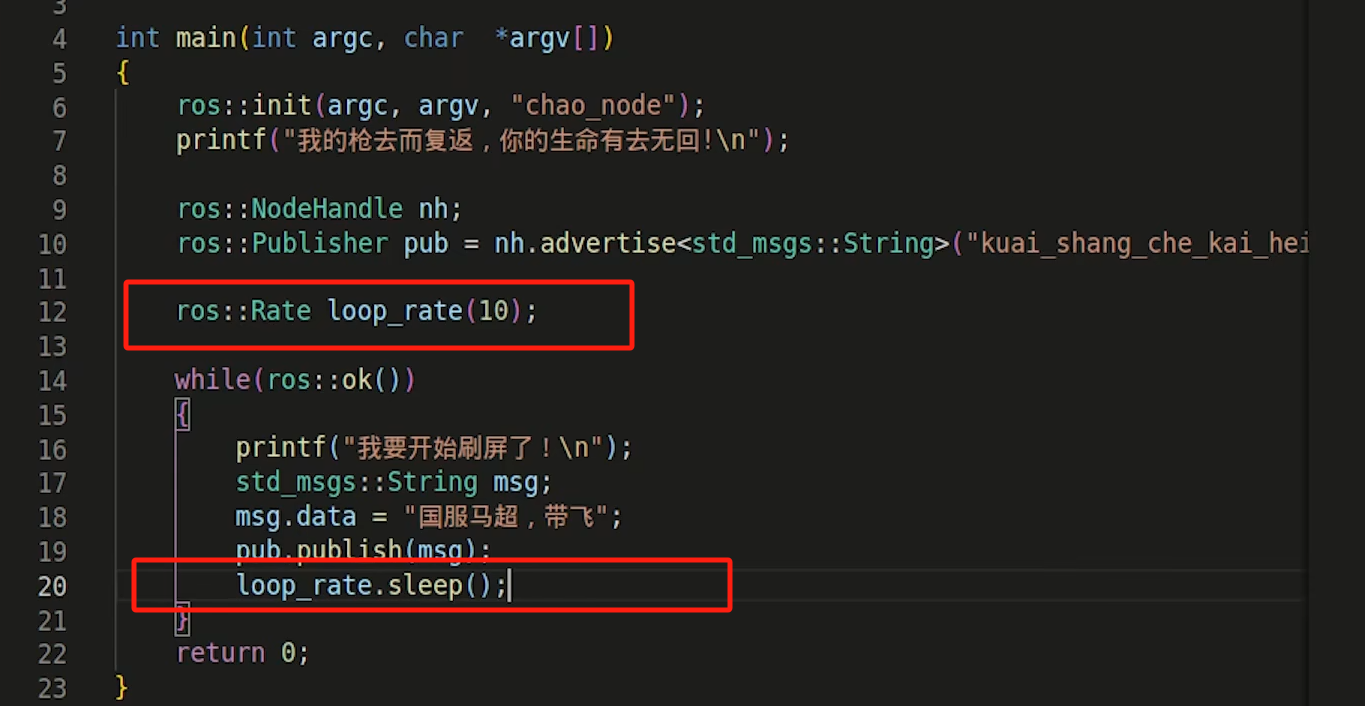 3
4 int main(int argc, char *argv[])
5 {
6 ros::init(argc, argv, "chao_node");
7 printf("我的枪去而复返，你的生命有去无回!\n");
8
9 ros::NodeHandle nh;
10 ros::Publisher pub = nh.advertise<std_msgs::String>("kuai_shang_che_kai_hei
11
12 ros::Rate loop_rate(10);
13
14 while(ros::ok())
15 {
16 printf("我要开始刷屏了！\n");
17 std_msgs::String msg;
18 msg.data = "国服马超，带飞";
19 pub.publish(msg);
20 loop_rate.sleep();
21 }
22 return 0;
23 }